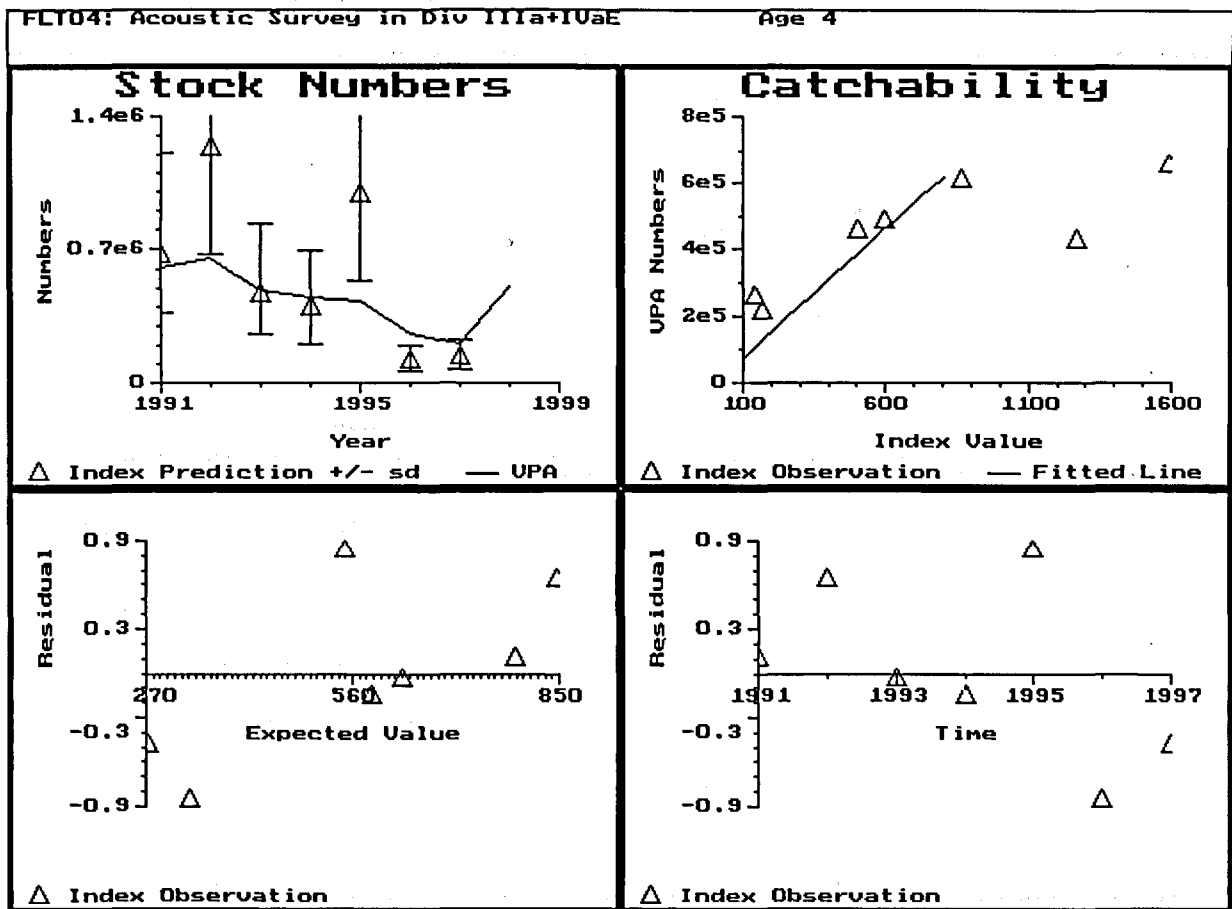 FLT04: Acoustic Survey in Div IIIa+IVaE Age 4
Stock Numbers
1.4e6
0.7e6
0
Numbers
1991 1995 1999
Year
△ Index Prediction +/- sd — VPA
Catchability
8e5
6e5
4e5
2e5
0
VPA Numbers
100 600 1100 1600
Index Value
△ Index Observation — Fitted Line
0.9
0.3
-0.3
-0.9
Residual
270 560 850
Expected Value
△ Index Observation
0.9
0.3
-0.3
-0.9
Residual
1991 1993 1995 1997
Time
△ Index Observation